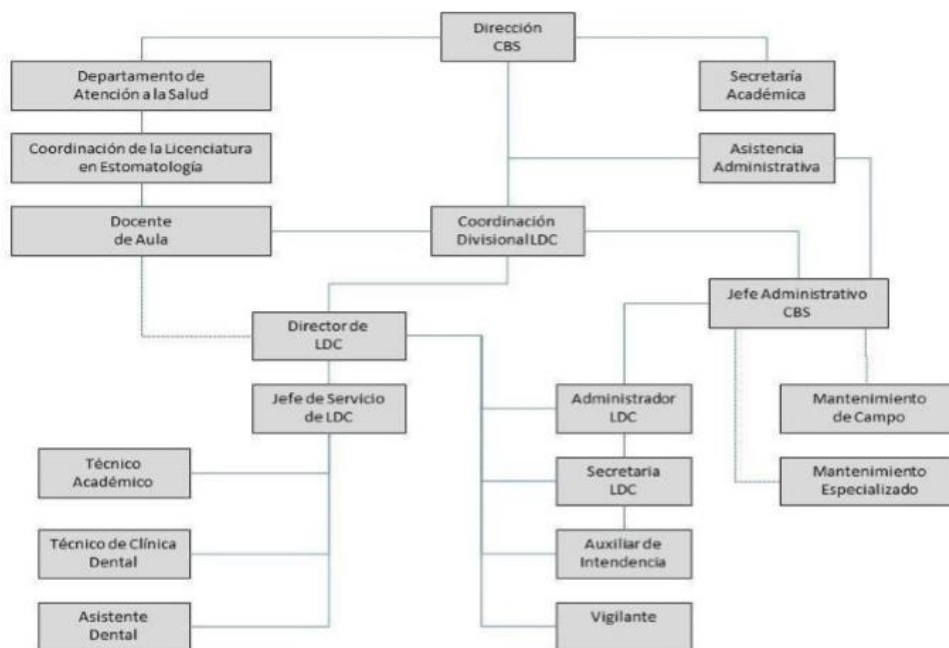 Dirección
CBS
Departamento de
Atención a la Salud
Secretaría
Académica
Coordinación de la Licenciatura
en Estomatología
Asistencia
Administrativa
Docente
de Aula
Coordinación
Divisional LDC
Jefe Administrativo
CBS
Director de
LDC
Jefe de Servicio
de LDC
Administrador
LDC
Mantenimiento
de Campo
Técnico
Académico
Secretaria
LDC
Mantenimiento
Especializado
Técnico de Clínica
Dental
Auxiliar de
Intendencia
Asistente
Dental
Vigilante